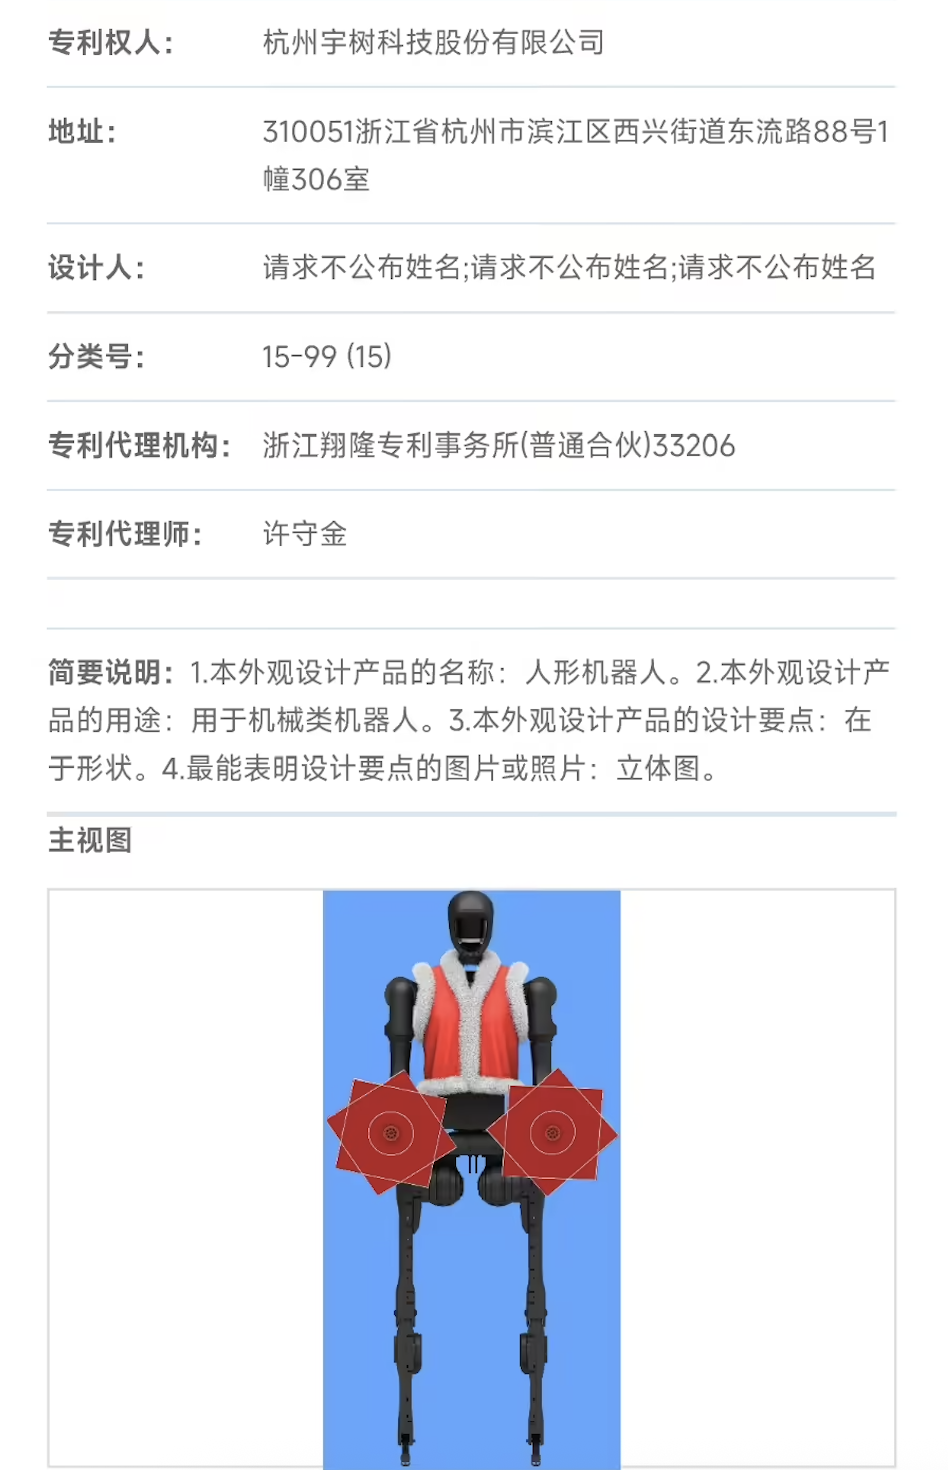 专利权人： 杭州宇树科技股份有限公司
地址： 310051浙江省杭州市滨江区西兴街道东流路88号1
幢306室
设计人： 请求不公布姓名;请求不公布姓名;请求不公布姓名
分类号： 15-99 (15)
专利代理机构： 浙江翔隆专利事务所(普通合伙)33206
专利代理师： 许守金
简要说明：1.本外观设计产品的名称：人形机器人。2.本外观设计产
品的用途：用于机械类机器人。3.本外观设计产品的设计要点：在
于形状。4.最能表明设计要点的图片或照片：立体图。
主视图